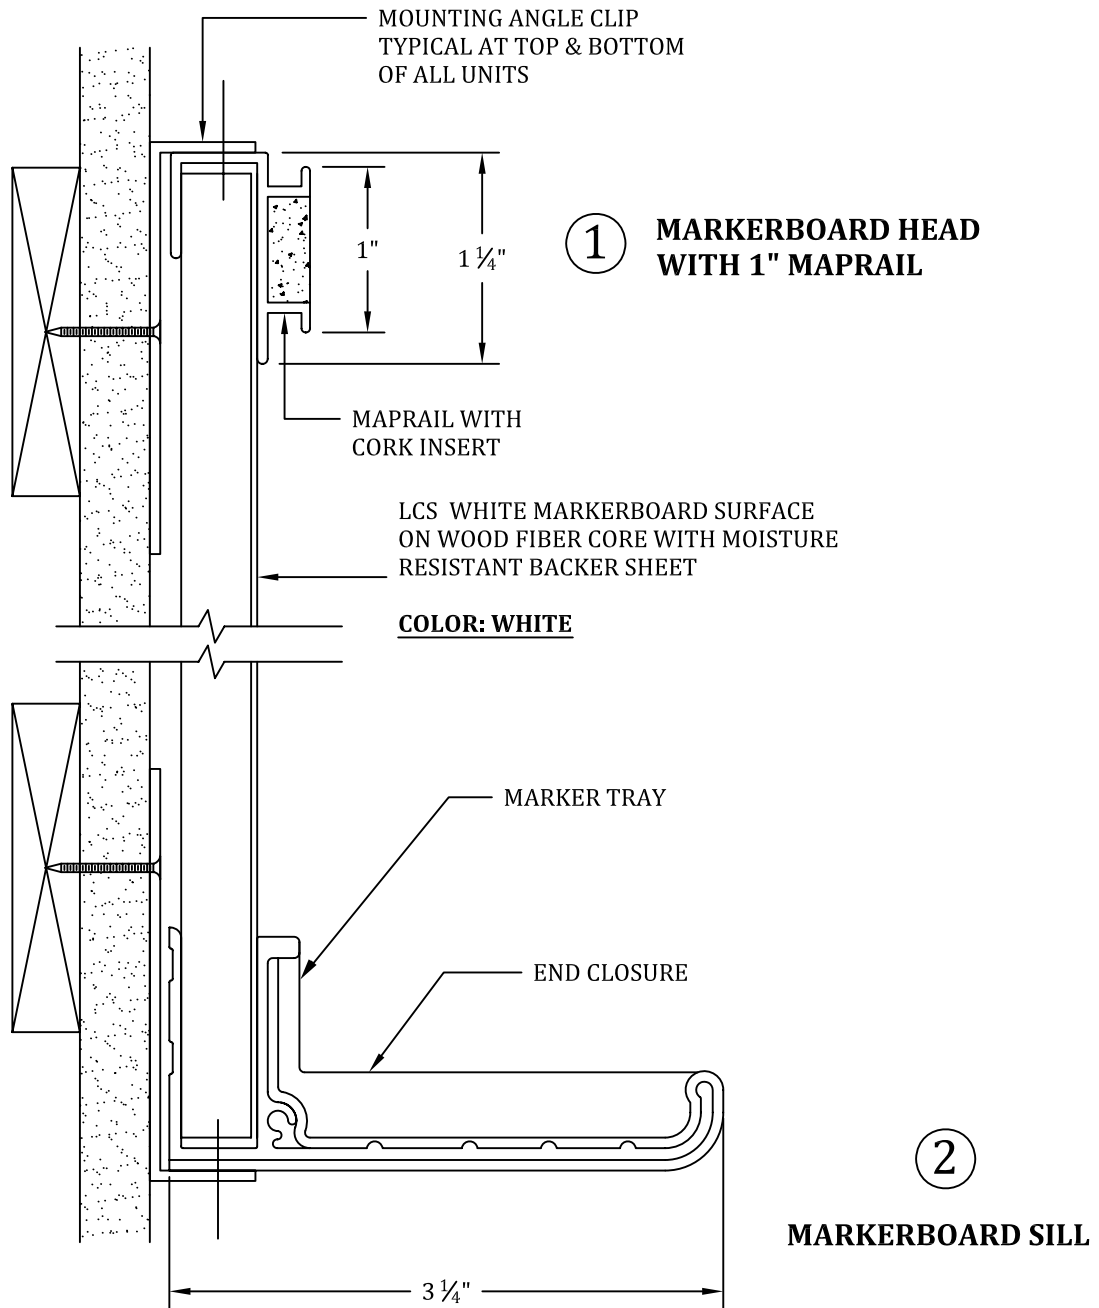 MOUNTING ANGLE CLIP
TYPICAL AT TOP & BOTTOM
OF ALL UNITS
1"
1 ¼"
1
MARKERBOARD HEAD
WITH 1" MAPRAIL
MAPRAIL WITH
CORK INSERT
LCS  WHITE MARKERBOARD SURFACE
ON WOOD FIBER CORE WITH MOISTURE
RESISTANT BACKER SHEET
COLOR: WHITE
MARKER TRAY
END CLOSURE
2
MARKERBOARD SILL
3 ¼"